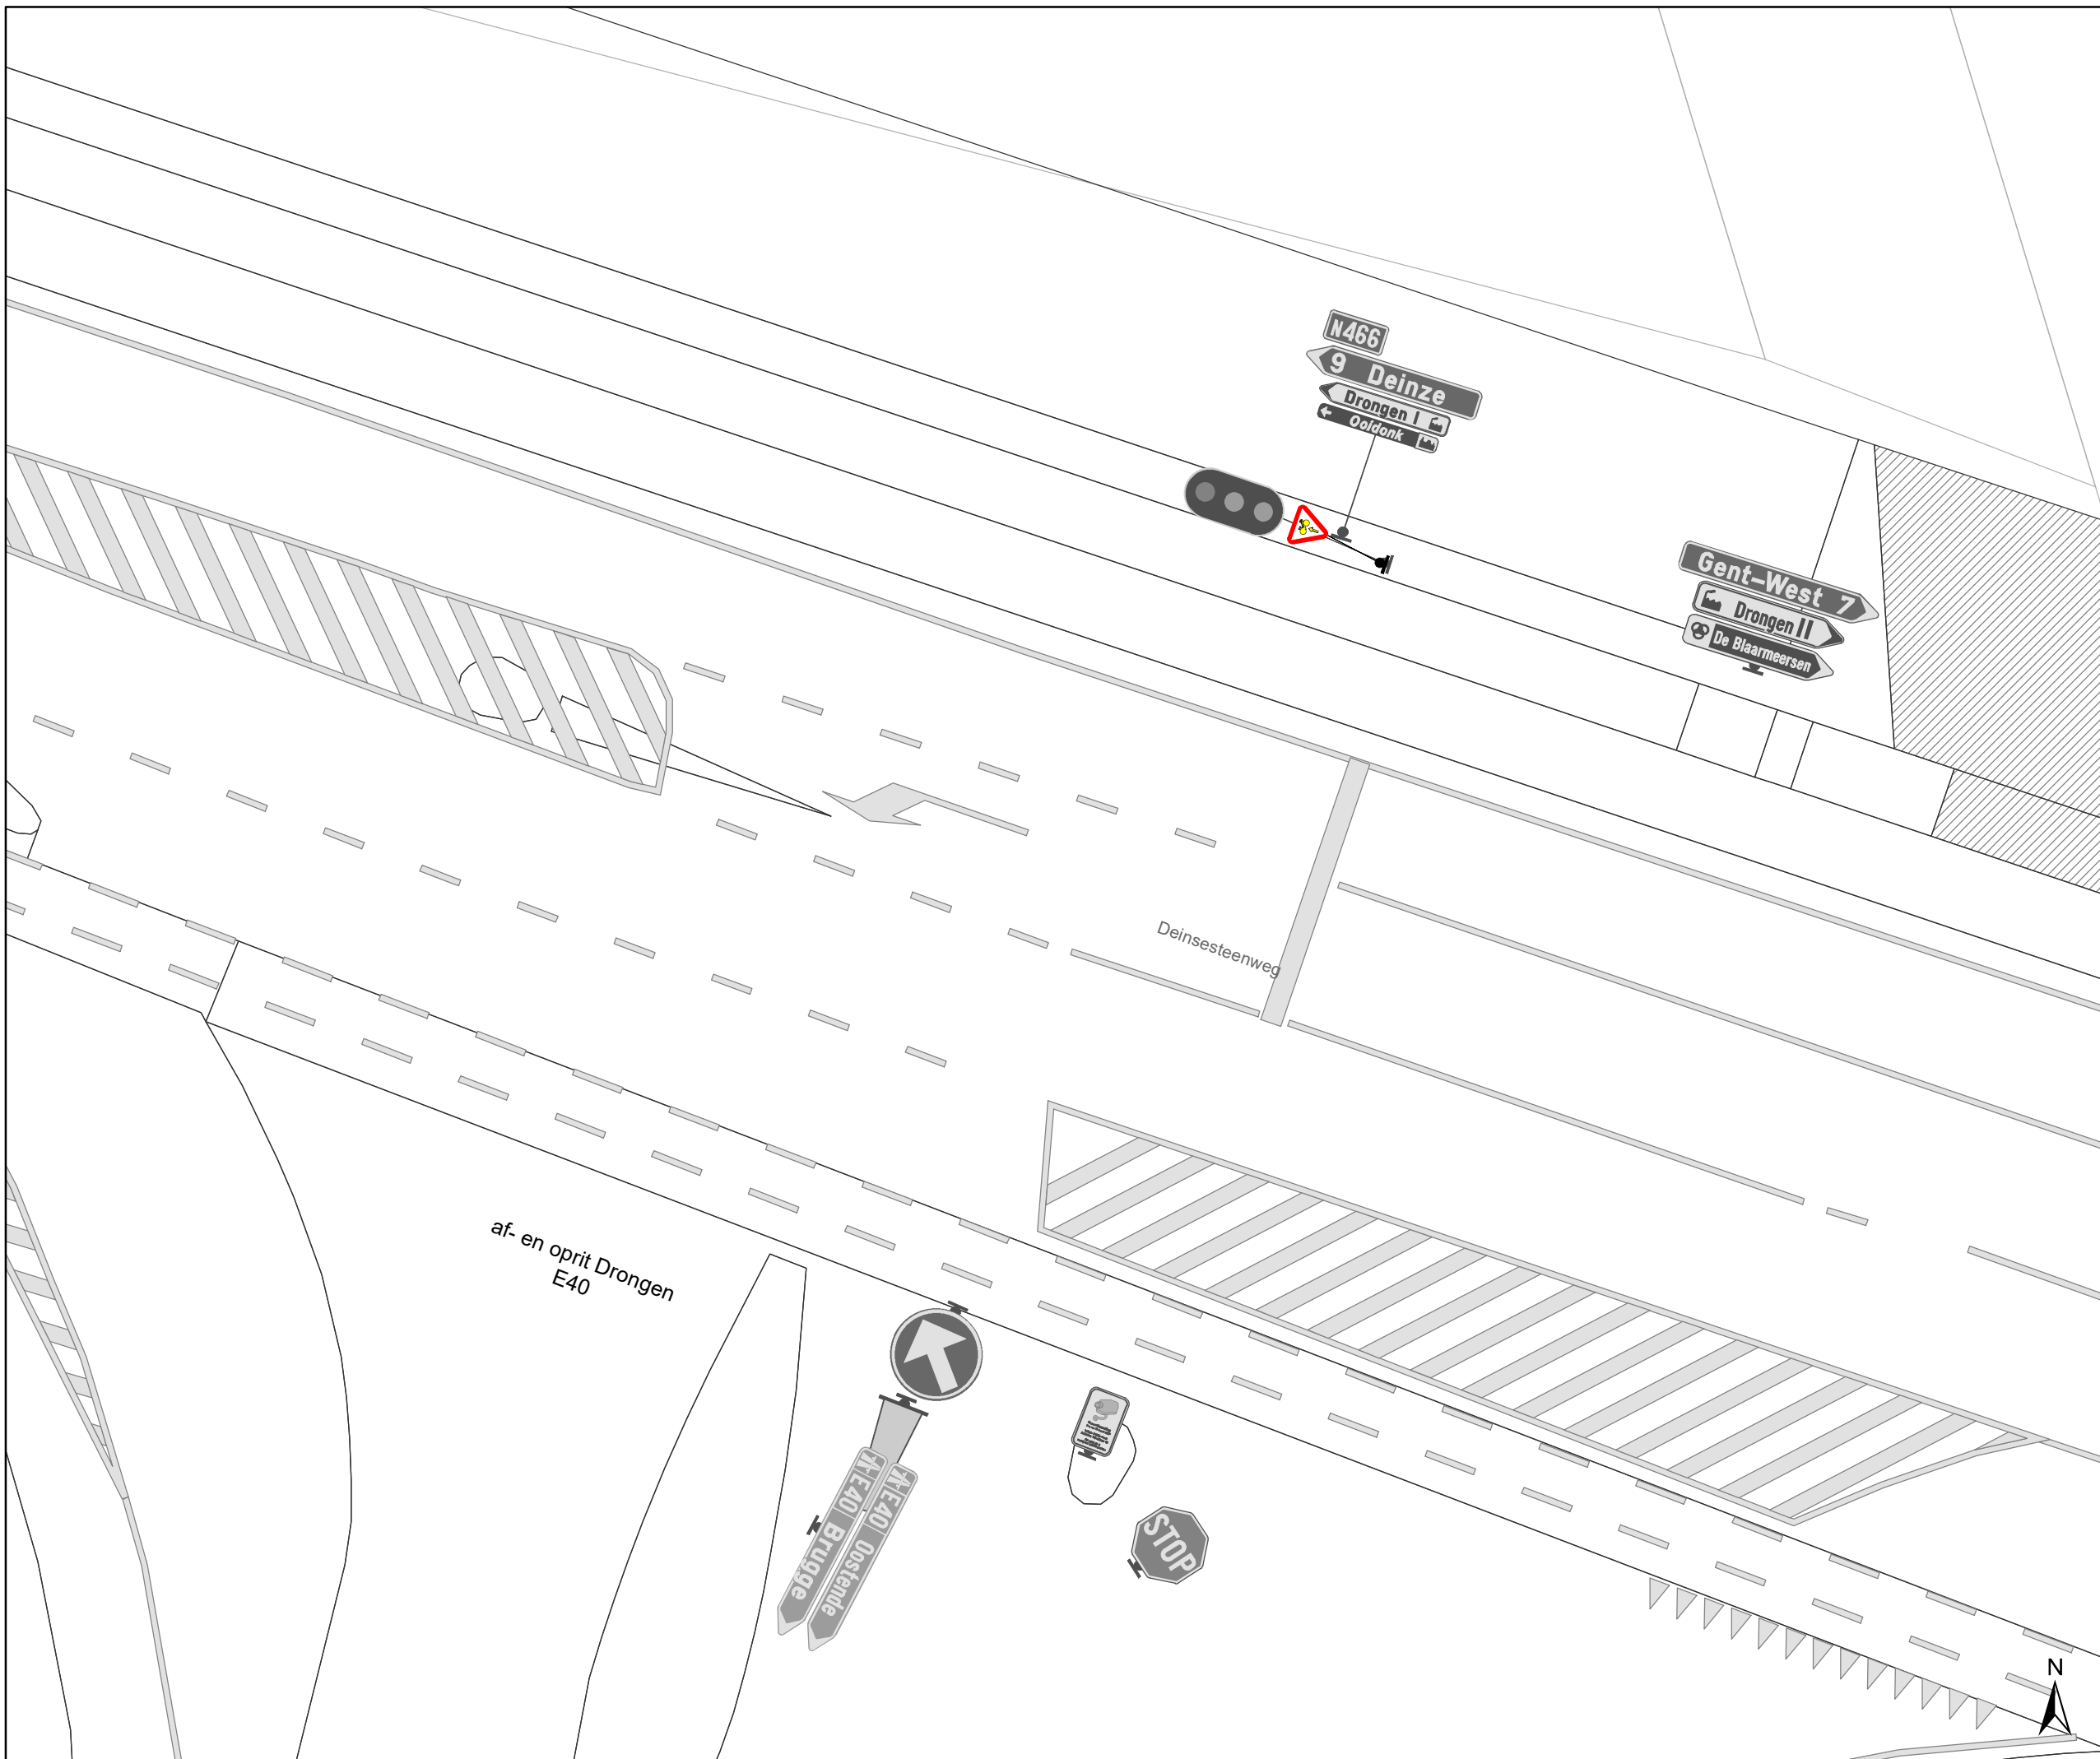 N466
9 Deinze
Drongen I
Ooidonk
Gent-West 7
Drongen II
De Blaarmeersen
Deinsesteenweg
af- en oprit Drongen
E40
E40 Brugge
E40 Oostende
STOP
N